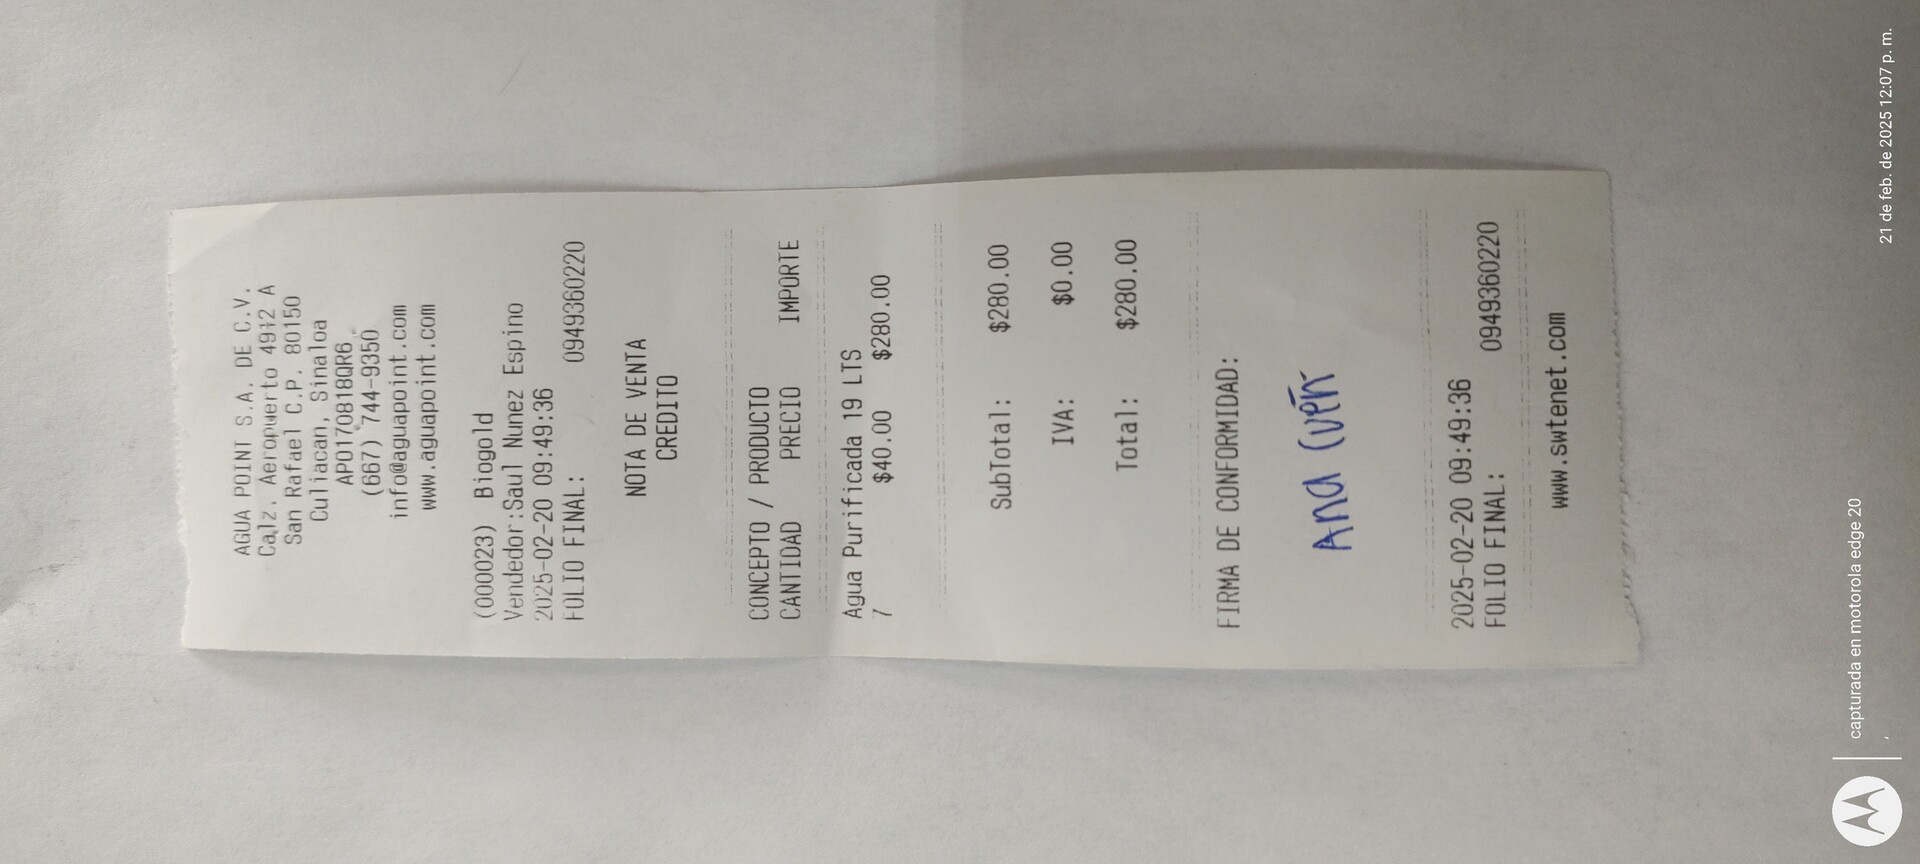 AGUA POINT S.A. DE C.V.
Calz. Aeropuerto 4912 A
San Rafael C.P. 80150
Culiacan, Sinaloa
APO170818QR6
(667) 744-9350
info@aguapoint.com
www.aguapoint.com
(000023) Biogold
Vendedor:Saul Nunez Espino
2025-02-20 09:49:36
FOLIO FINAL: 0949360220
NOTA DE VENTA
CREDITO
CONCEPTO / PRODUCTO
CANTIDAD PRECIO IMPORTE
Agua Purificada 19 LTS
7 $40.00 $280.00
SubTotal: $280.00
IVA: $0.00
Total: $280.00
FIRMA DE CONFORMIDAD:
Ana
2025-02-20 09:49:36
FOLIO FINAL: 0949360220
www.swtenet.com
capturada en motorola edge 20
21 de feb. de 2025 12:07 p. m.